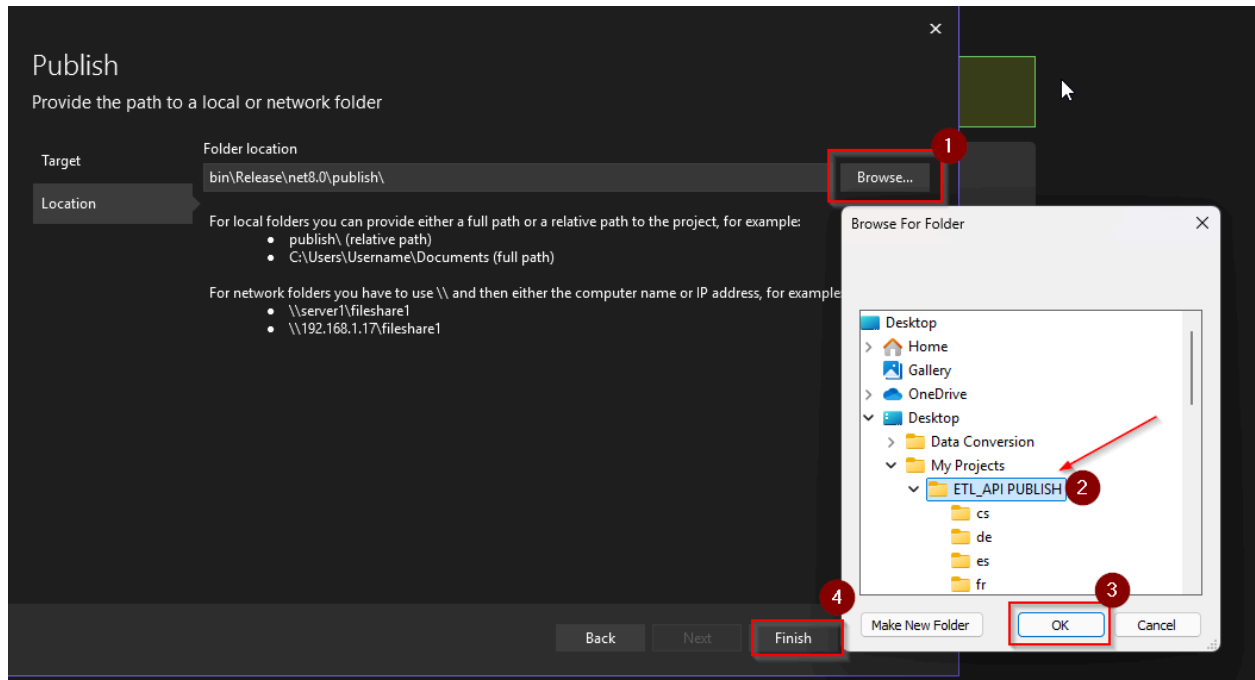 ×
Publish
Provide the path to a local or network folder
Target
Location
Folder location
bin\Release\net8.0\publish\
Browse...
1
For local folders you can provide either a full path or a relative path to the project, for example:
● publish\ (relative path)
● C:\Users\Username\Documents (full path)
For network folders you have to use \\ and then either the computer name or IP address, for example:
● \\server1\fileshare1
● \\192.168.1.17\fileshare1
Browse For Folder
Desktop
Home
Gallery
OneDrive
Desktop
Data Conversion
My Projects
ETL_API PUBLISH 2
cs
de
es
fr
3
Make New Folder
OK
Cancel
4
Back
Next
Finish